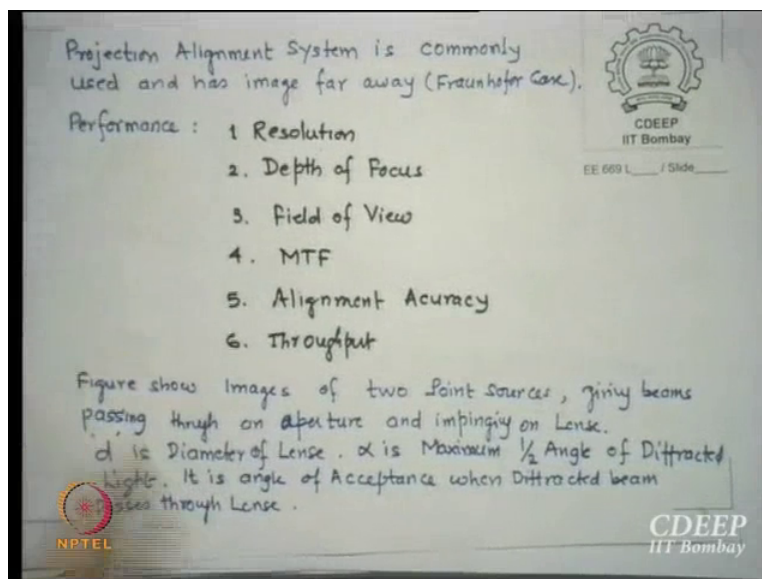 Projection Alignment System is commonly
used and has image far away (Fraunhofer Case).
Performance : 1 Resolution
2. Depth of Focus
3. Field of View
4. MTF
5. Alignment Acuracy
6. Throughput
Figure show Images of two Point Sources, giving beams
passing through an aperture and impinging on Lense.
'd' is Diameter of Lense. α is Maximum 1/2 Angle of Diffracted
Light. It is angle of Acceptance when Diffracted beam
passes through Lense.
CDEEP
IIT Bombay
EE 669 L____ / Slide____
NPTEL
CDEEP
IIT Bombay